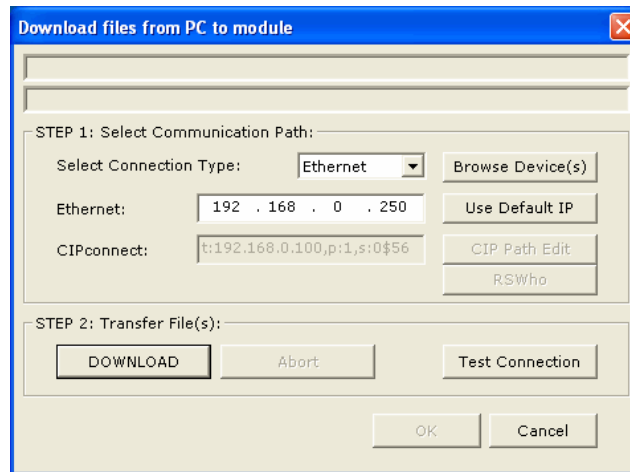 Download files from PC to module
STEP 1: Select Communication Path:
Select Connection Type: Ethernet Browse Device(s)
Ethernet: 192 . 168 . 0 . 250 Use Default IP
CIPconnect: t:192.168.0.100,p:1,s:0$56 CIP Path Edit
RSWho
STEP 2: Transfer File(s):
DOWNLOAD Abort Test Connection
OK Cancel